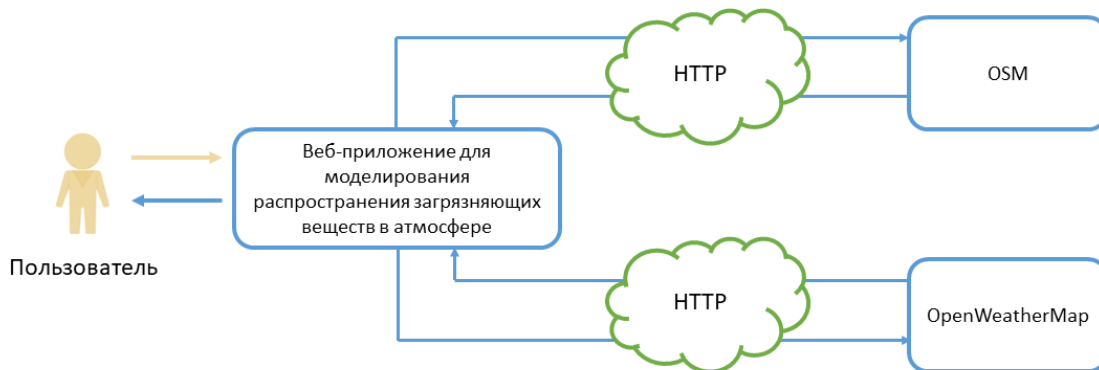 HTTP
OSM
Веб-приложение для
моделирования
распространения загрязняющих
веществ в атмосфере
Пользователь
HTTP
OpenWeatherMap